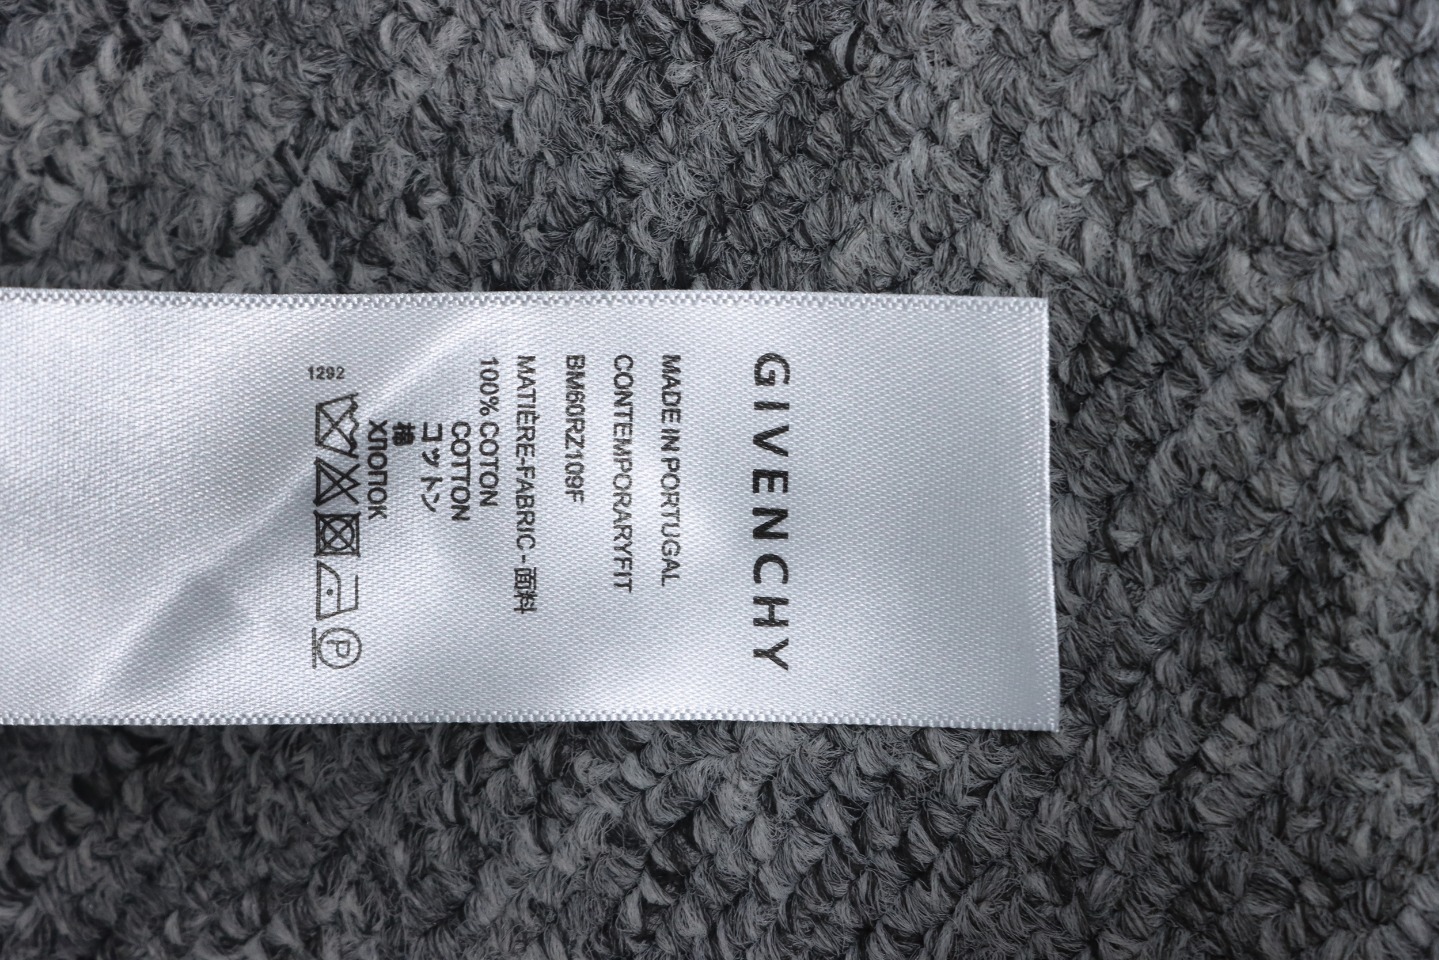 GIVENCHY
MADE IN PORTUGAL
CONTEMPORARYFIT
BM60RZ109F
MATIÈRE-FABRIC - 面料
100% COTON
COTTON
コットン
棉
ХЛОПОК
1292
P